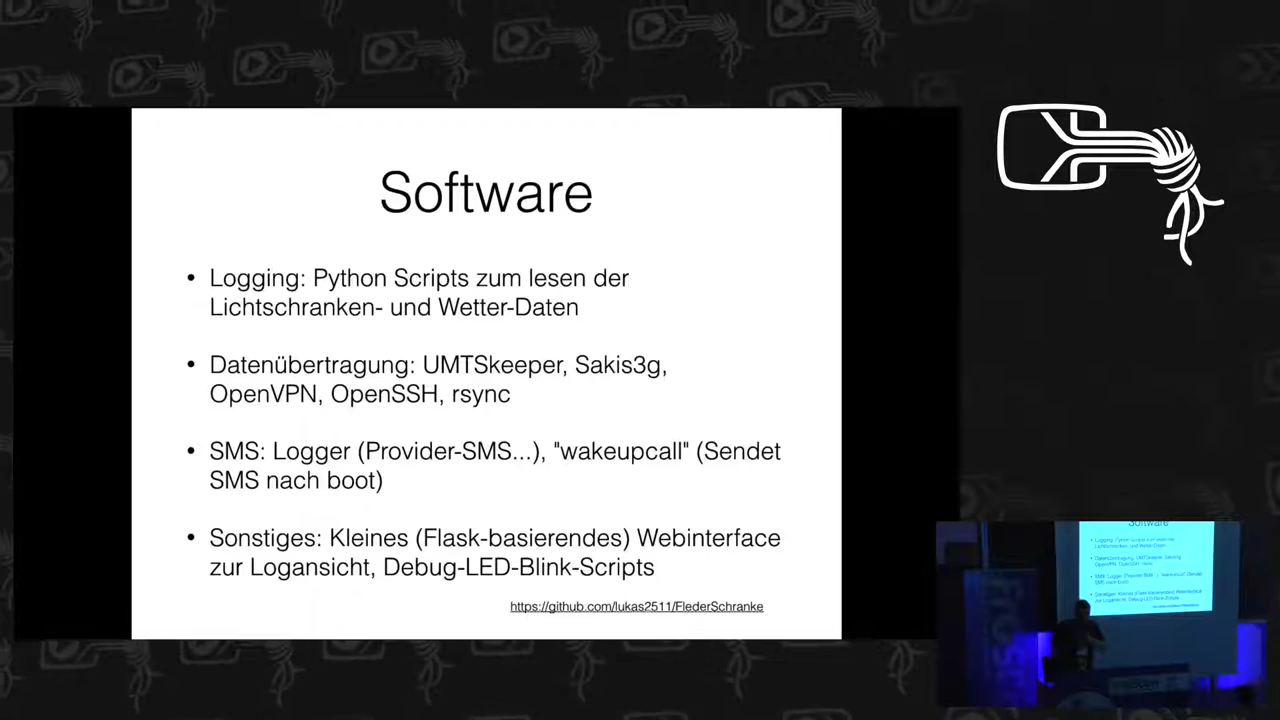 Software
• Logging: Python Scripts zum lesen der
Lichtschranken- und Wetter-Daten
• Datenübertragung: UMTSkeeper, Sakis3g,
OpenVPN, OpenSSH, rsync
• SMS: Logger (Provider-SMS...), "wakeupcall" (Sendet
SMS nach boot)
• Sonstiges: Kleines (Flask-basierendes) Webinterface
zur Logansicht, Debug-LED-Blink-Scripts
https://github.com/lukas2511/FlederSchranke
Software